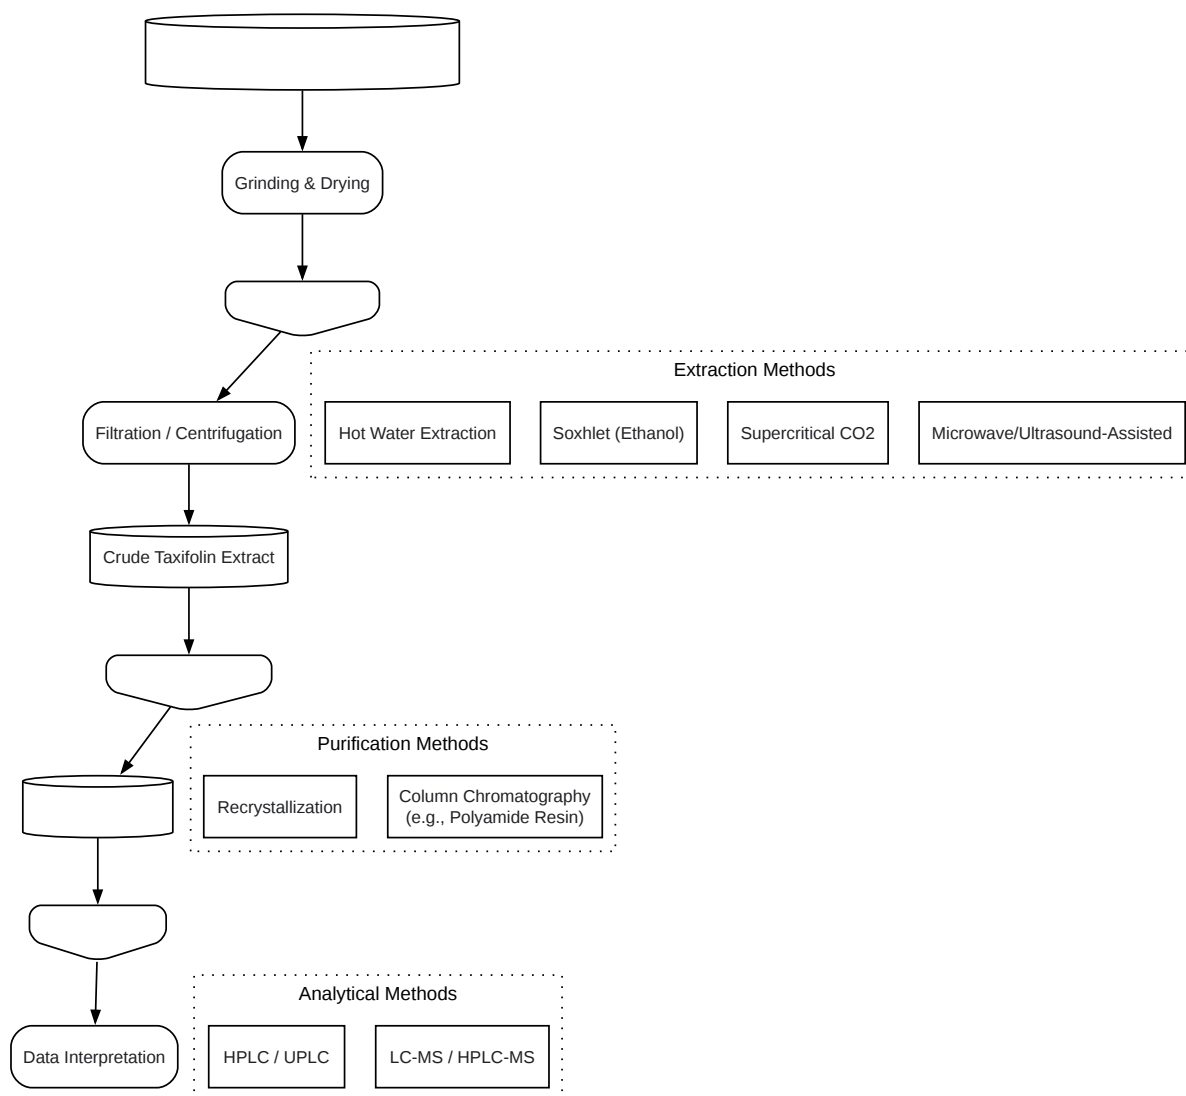 Grinding & Drying
Extraction Methods
Filtration / Centrifugation
Hot Water Extraction
Soxhlet (Ethanol)
Supercritical CO2
Microwave/Ultrasound-Assisted
Crude Taxifolin Extract
Purification Methods
Recrystallization
Column Chromatography
(e.g., Polyamide Resin)
Analytical Methods
Data Interpretation
HPLC / UPLC
LC-MS / HPLC-MS